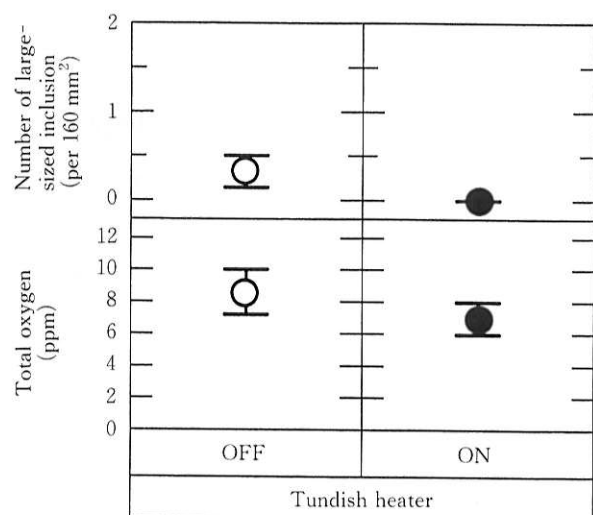 Number of large-
sized inclusion
(per 160 mm²)
2
1
0
Total oxygen
(ppm)
12
10
8
6
4
2
0
OFF ON
Tundish heater